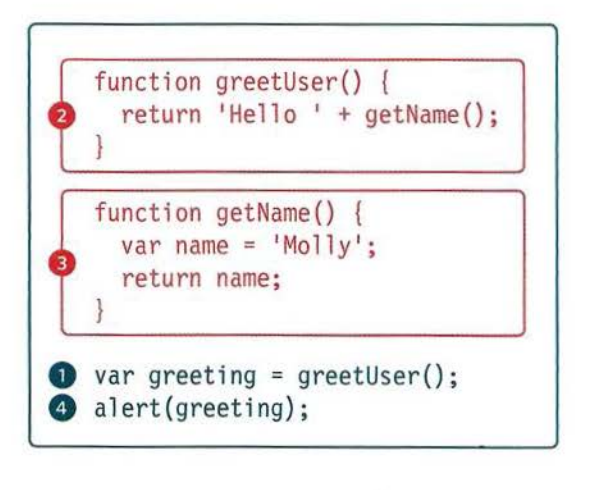 function greetUser() {
2 return 'Hello ' + getName();
}
function getName() {
var name = 'Molly';
3 return name;
}
1 var greeting = greetUser();
4 alert(greeting);